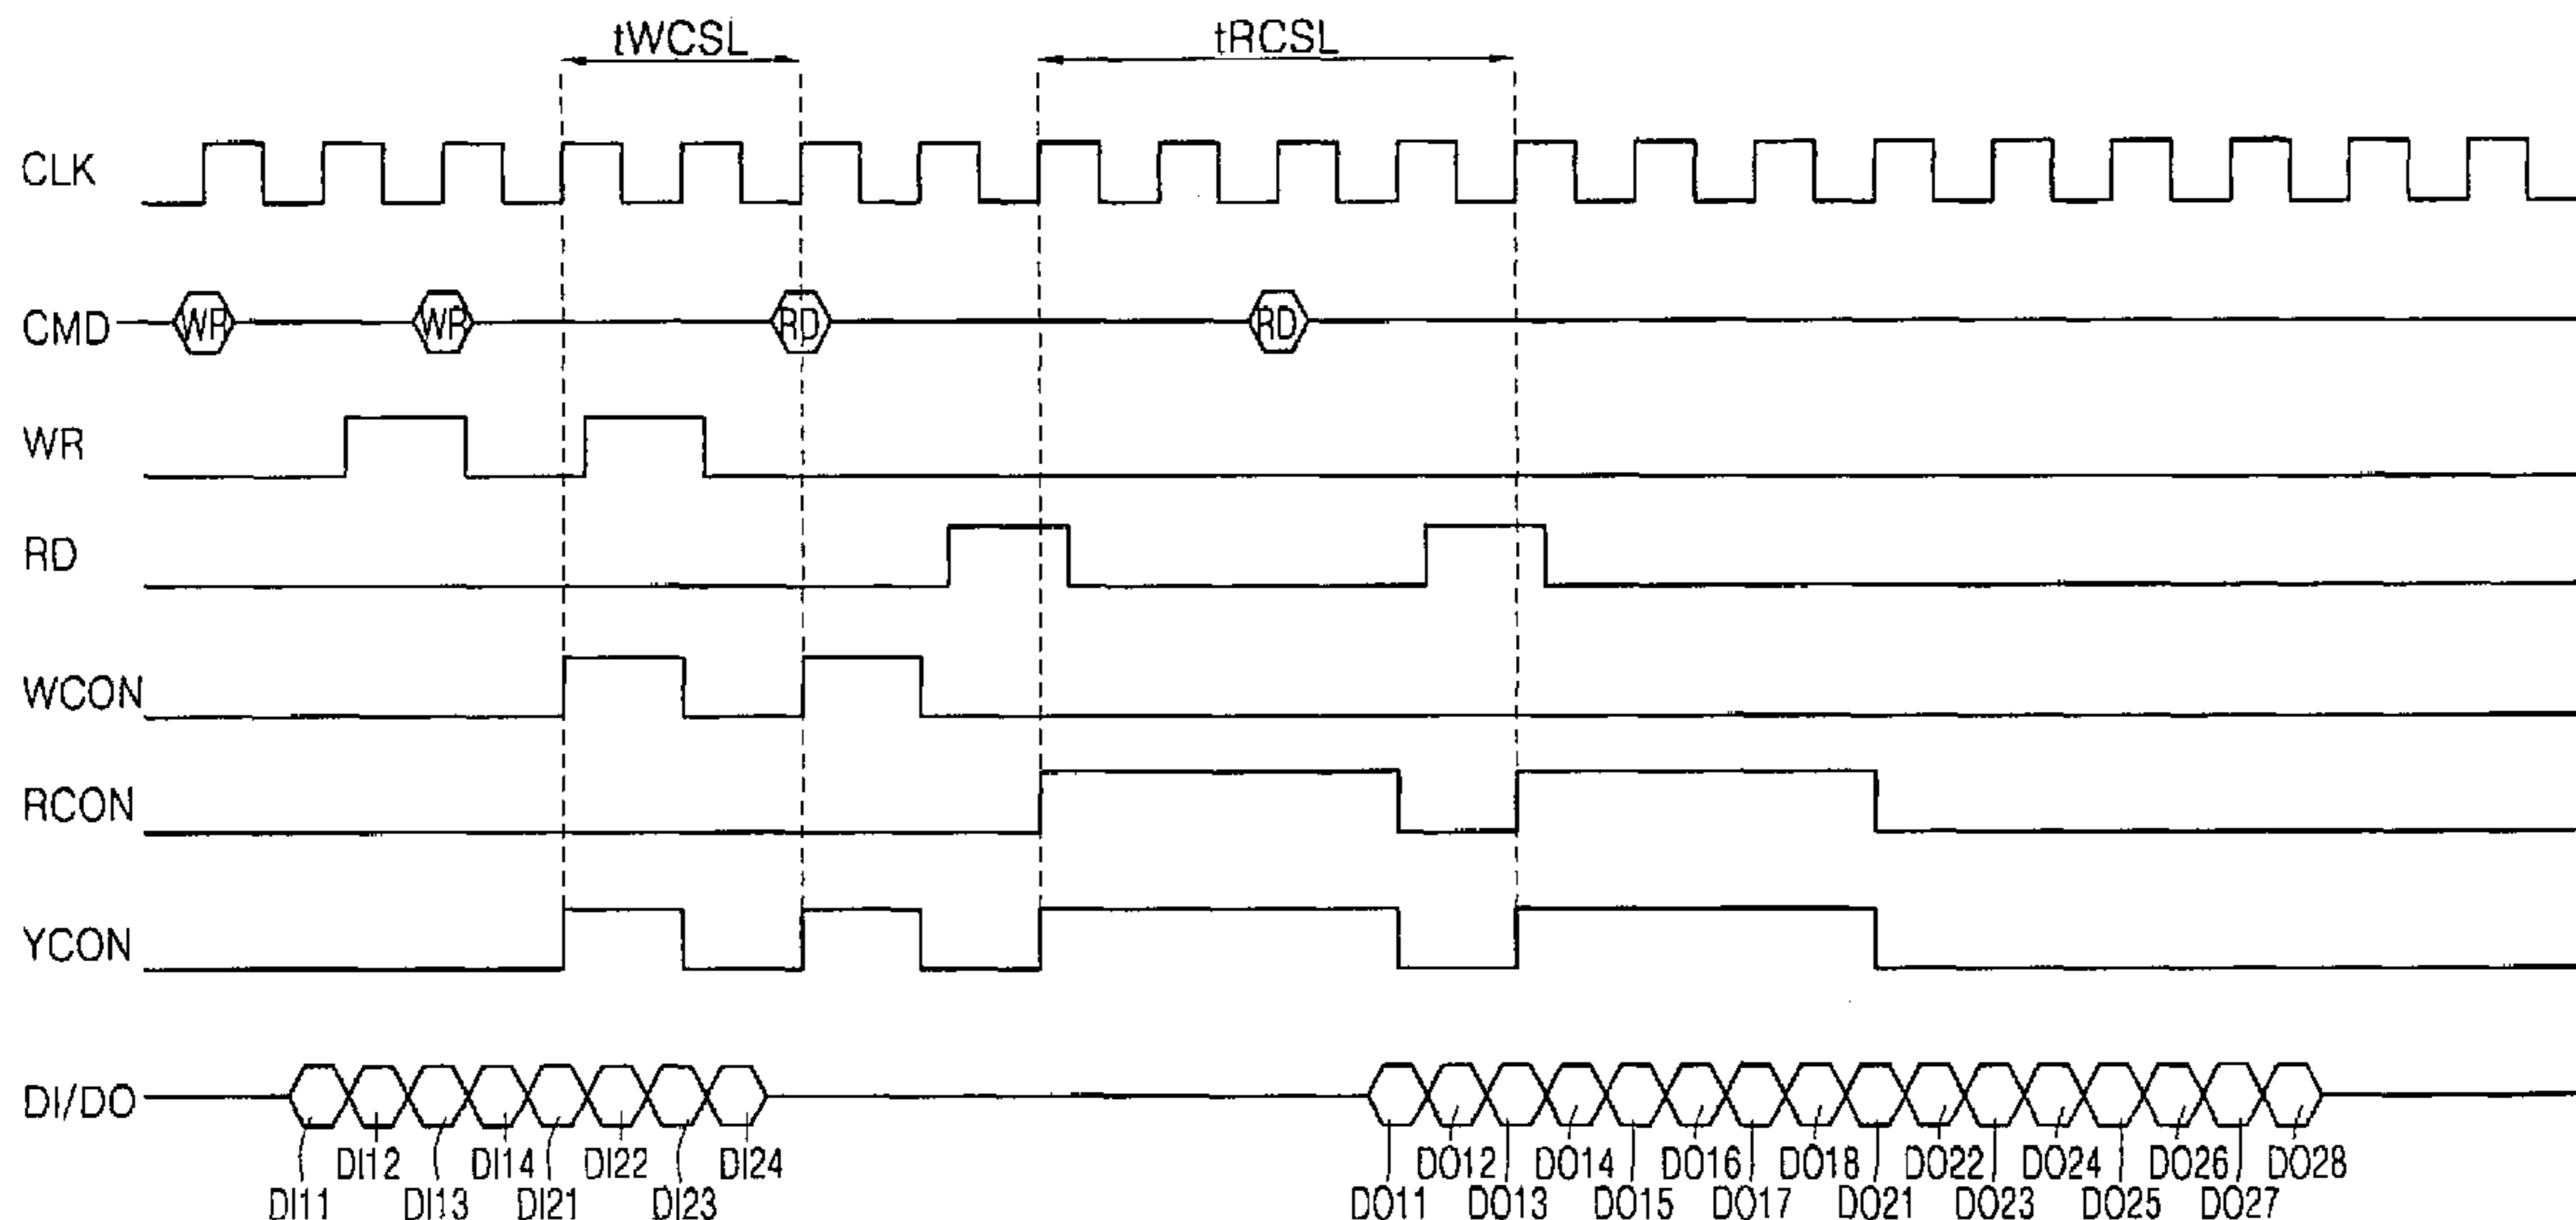 tWCSL tRCSL
CLK
CMD WR WR RD RD
WR
RD
WCON
RCON
YCON
DI/DO
DI12 DI14 DI22 DI24 DO12 DO14 DO16 DO18 DO22 DO24 DO26 DO28
DI11 DI13 DI21 DI23 DO11 DO13 DO15 DO17 DO21 DO23 DO25 DO27